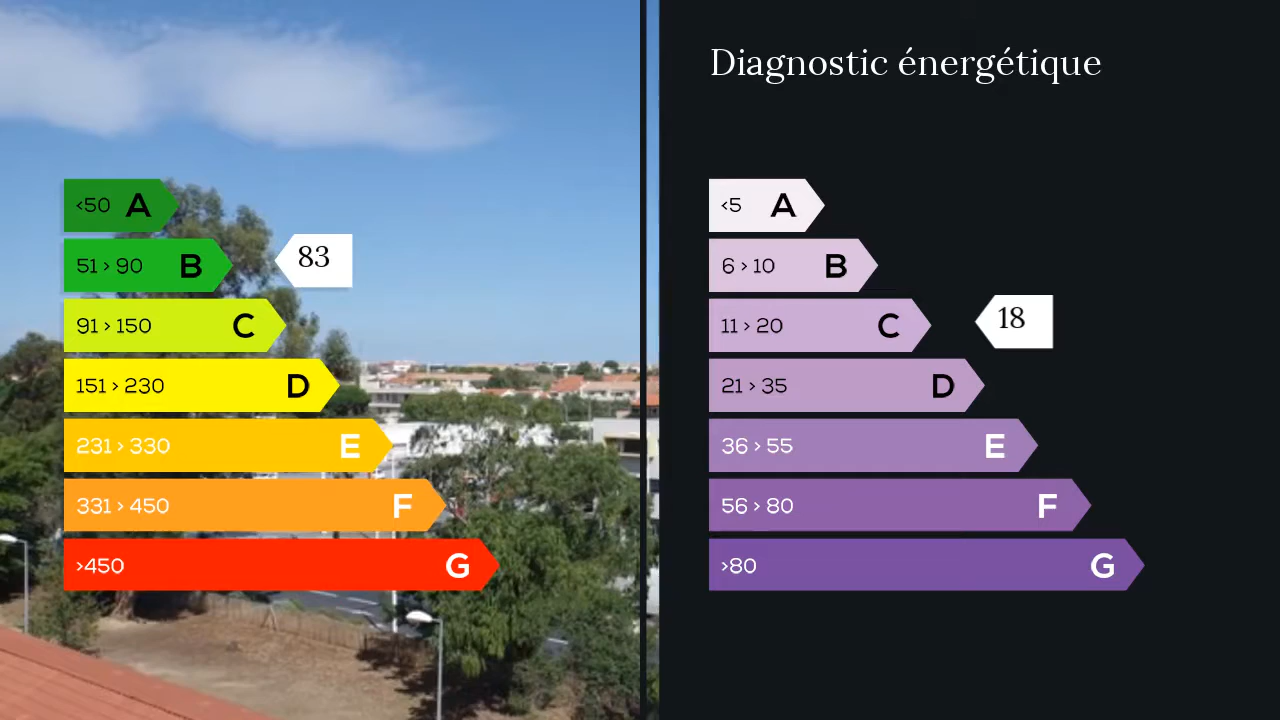 Diagnostic énergétique
<50 A
51 > 90 B
83
91 > 150 C
151 > 230 D
231 > 330 E
331 > 450 F
>450 G
<5 A
6 > 10 B
11 > 20 C
18
21 > 35 D
36 > 55 E
56 > 80 F
>80 G